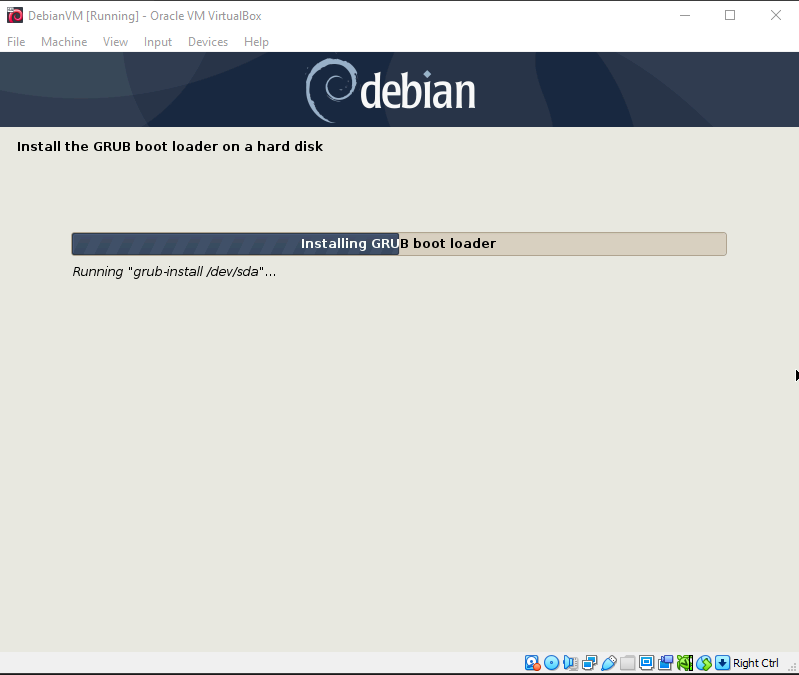 DebianVM [Running] - Oracle VM VirtualBox
File Machine View Input Devices Help
debian
Install the GRUB boot loader on a hard disk
Installing GRUB boot loader
Running "grub-install /dev/sda"...
Right Ctrl